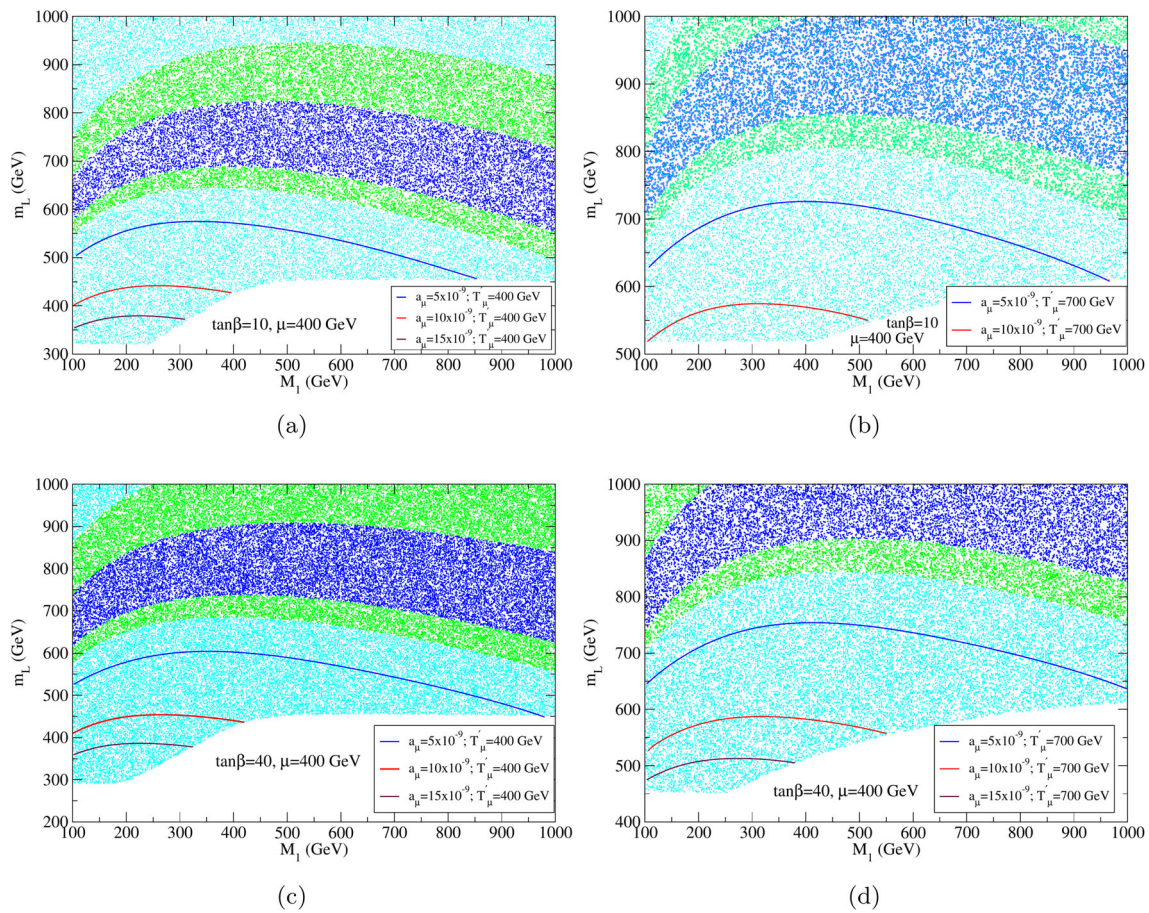 1000
900
800
700
600
500
400
300
m_L (GeV)
100 200 300 400 500 600 700 800 900 1000
M_1 (GeV)
tanβ=10, μ=400 GeV
a_μ=5x10^-9; T'_μ=400 GeV
a_μ=10x10^-9; T'_μ=400 GeV
a_μ=15x10^-9; T'_μ=400 GeV
(a)
1000
900
800
700
600
500
m_L (GeV)
100 200 300 400 500 600 700 800 900 1000
M_1 (GeV)
tanβ=10
μ=400 GeV
a_μ=5x10^-9; T'_μ=700 GeV
a_μ=10x10^-9; T'_μ=700 GeV
(b)
1000
900
800
700
600
500
400
300
200
m_L (GeV)
100 200 300 400 500 600 700 800 900 1000
M_1 (GeV)
tanβ=40, μ=400 GeV
a_μ=5x10^-9; T'_μ=400 GeV
a_μ=10x10^-9; T'_μ=400 GeV
a_μ=15x10^-9; T'_μ=400 GeV
(c)
1000
900
800
700
600
500
400
m_L (GeV)
100 200 300 400 500 600 700 800 900 1000
M_1 (GeV)
tanβ=40, μ=400 GeV
a_μ=5x10^-9; T'_μ=700 GeV
a_μ=10x10^-9; T'_μ=700 GeV
a_μ=15x10^-9; T'_μ=700 GeV
(d)